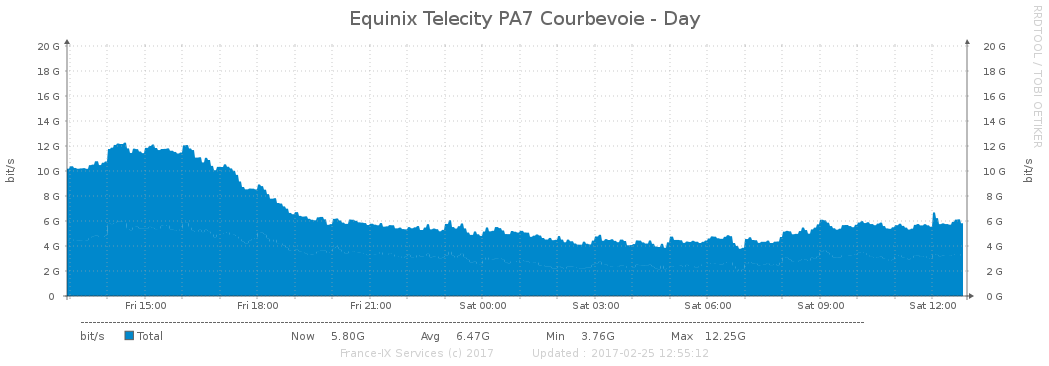 Equinix Telecity PA7 Courbevoie - Day
RRDTOOL / TOBI OETIKER
bit/s
20 G
18 G
16 G
14 G
12 G
10 G
8 G
6 G
4 G
2 G
0
20 G
18 G
16 G
14 G
12 G
10 G
8 G
6 G
4 G
2 G
0 G
bit/s
Fri 15:00 Fri 18:00 Fri 21:00 Sat 00:00 Sat 03:00 Sat 06:00 Sat 09:00 Sat 12:00
bit/s Total Now 5.80G Avg 6.47G Min 3.76G Max 12.25G
France-IX Services (c) 2017 Updated : 2017-02-25 12:55:12